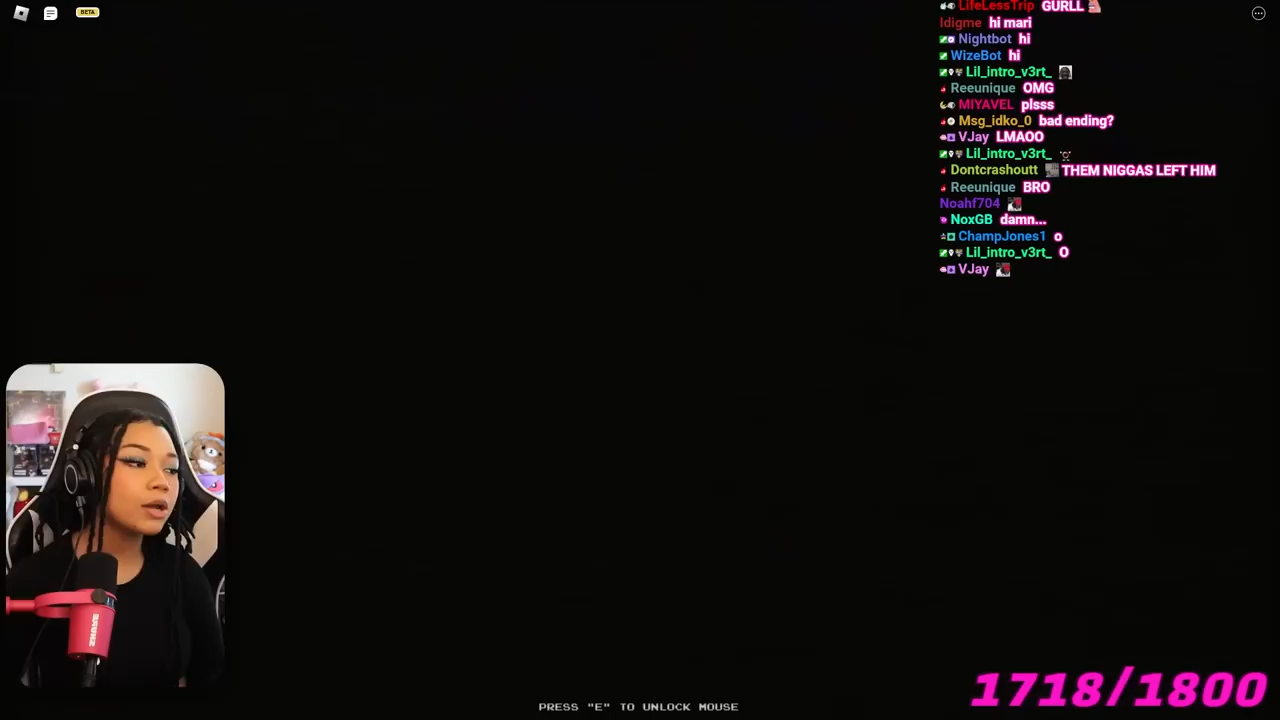 BETA
LifeLessTrip GURLL
Idigme hi mari
Nightbot hi
WizeBot hi
Lil_intro_v3rt_
Reeunique OMG
MIYAVEL plsss
Msg_idko_0 bad ending?
VJay LMAOO
Lil_intro_v3rt_
Dontcrashoutt THEM NIGGAS LEFT HIM
Reeunique BRO
Noahf704
NoxGB damn...
ChampJones1 o
Lil_intro_v3rt_ O
VJay
SHURE
PRESS "E" TO UNLOCK MOUSE
1718/1800